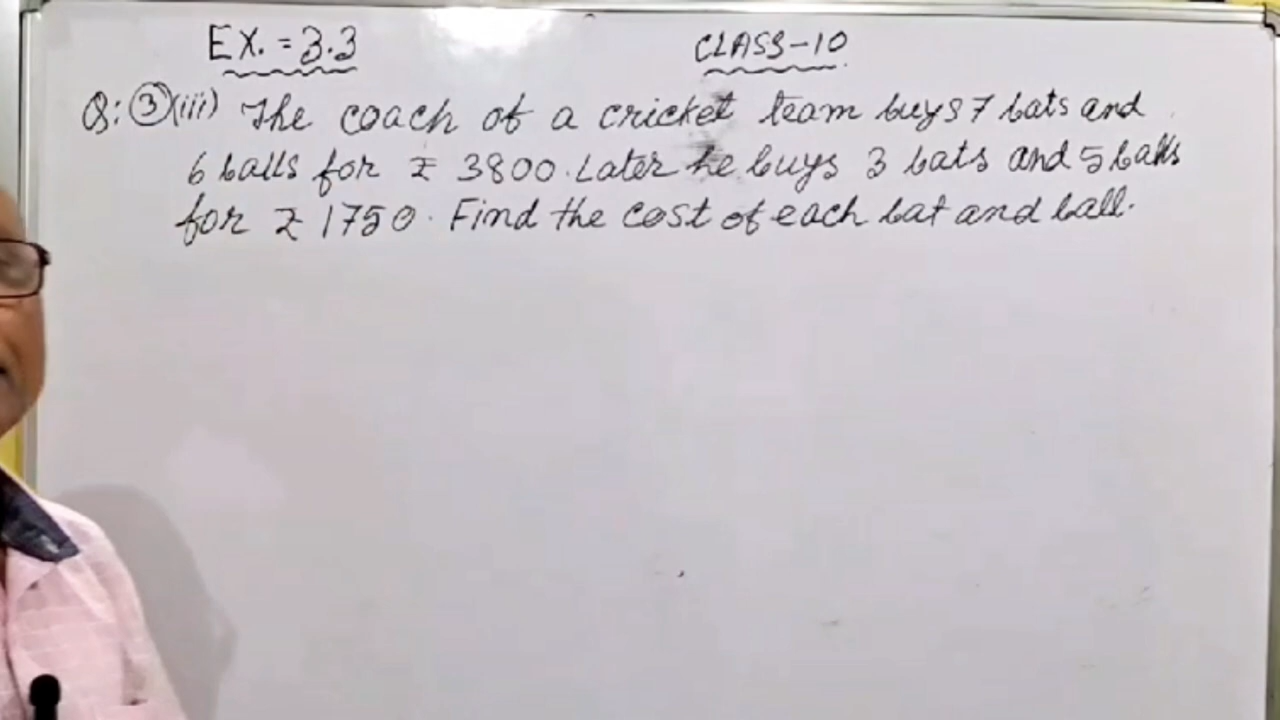 EX. = 3.3
CLASS-10
Q: ③(iii) The coach of a cricket team buys 7 bats and
6 balls for ₹ 3800. Later he buys 3 bats and 5 balls
for ₹ 1750. Find the cost of each bat and ball.